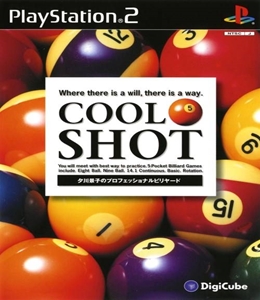 PlayStation 2
NTSC J
Where there is a will, there is a way.
COOL 5
SHOT
You will meet with best way to practice. 5 Pocket Billiard Games
include. Eight Ball, Nine Ball, 14.1 Continuous, Basic, Rotation.
夕川景子のプロフェッショナルビリヤード
DigiCube